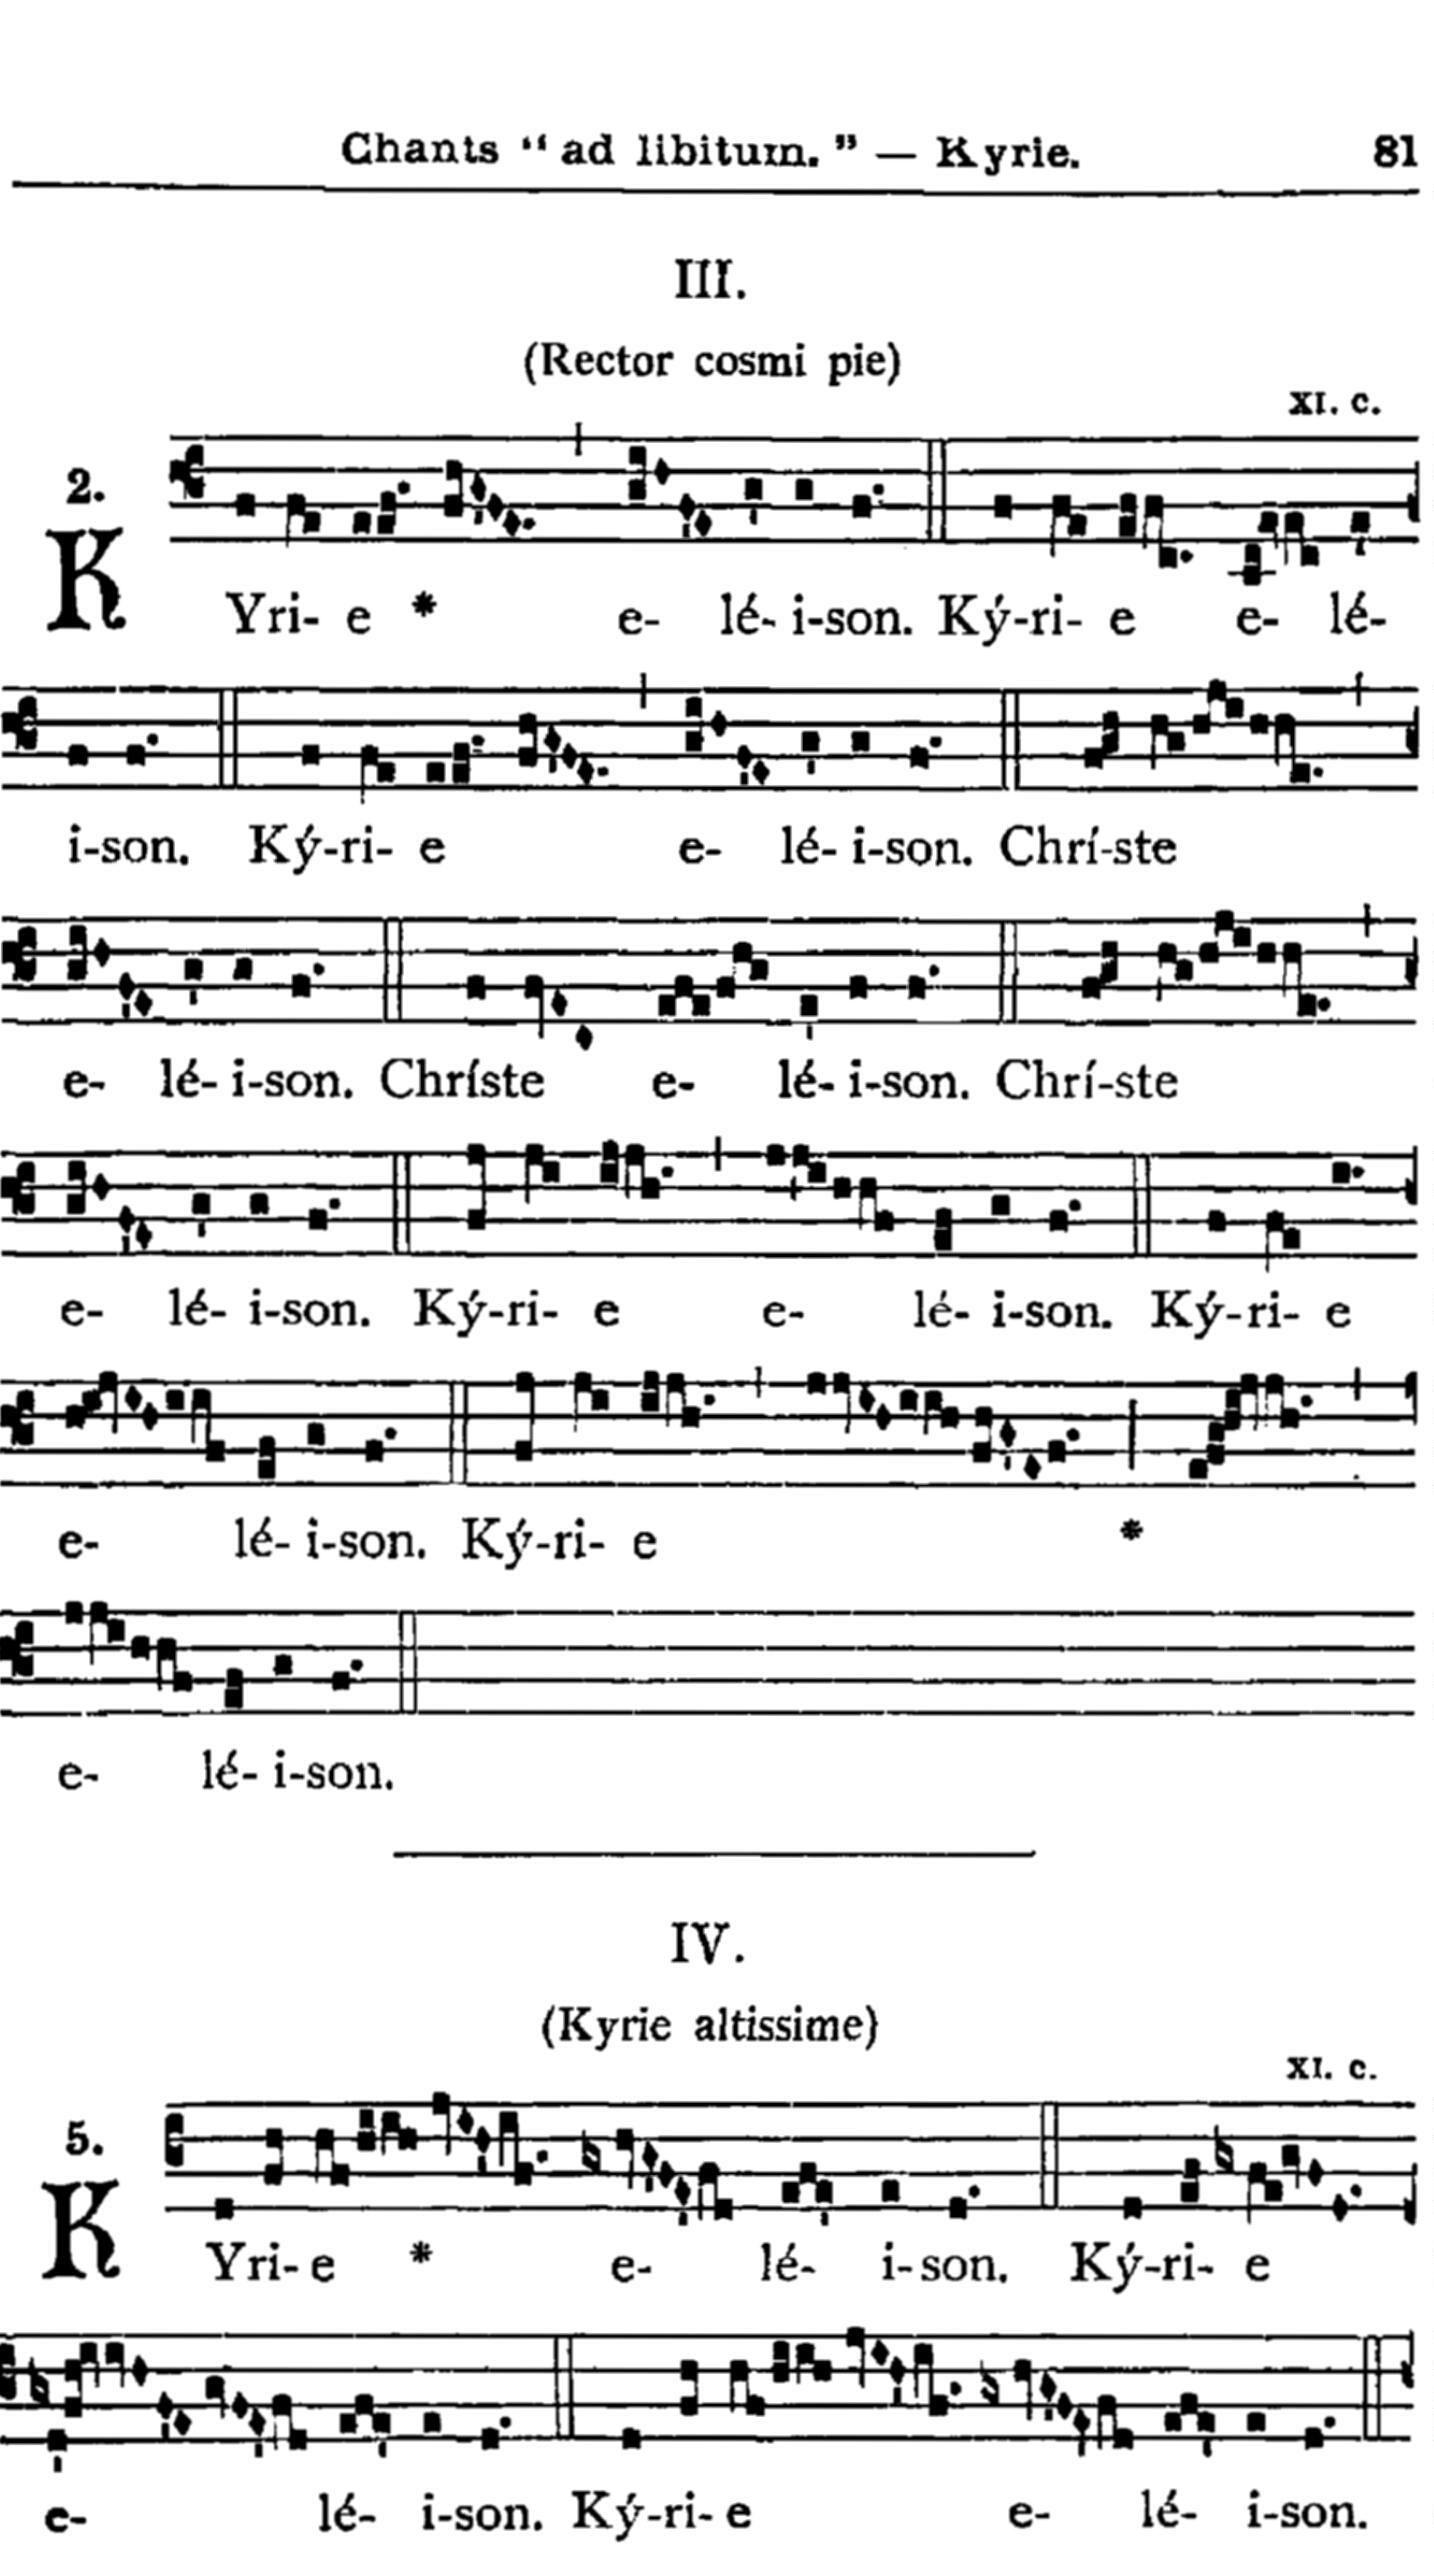 Chants “ ad libitum. ” — Kyrie. 81
III.
(Rector cosmi pie)
XI. c.
2.
KYri- e * e- lé- i-son. Ký-ri- e e- lé-
i-son. Ký-ri- e e- lé- i-son. Chrí-ste
e- lé- i-son. Chríste e- lé- i-son. Chrí-ste
e- lé- i-son. Ký-ri- e e- lé- i-son. Ký-ri- e
e- lé- i-son. Ký-ri- e *
e- lé- i-son.
IV.
(Kyrie altissime)
XI. c.
5.
KYri- e * e- lé- i- son. Ký-ri- e
e- lé- i-son. Ký-ri- e e- lé- i-son.